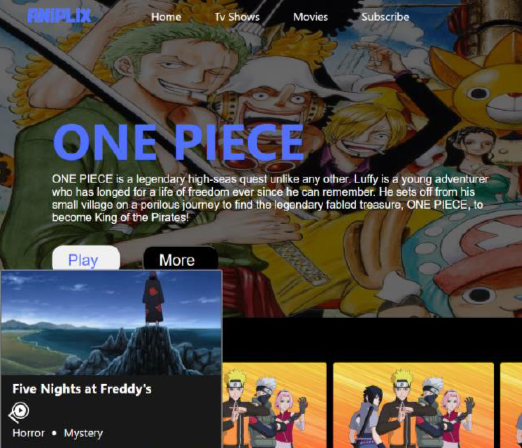 ANIPLIX
Home Tv Shows Movies Subscribe
ONE PIECE
ONE PIECE is a legendary high-seas quest unlike any other. Luffy is a young adventurer
who has longed for a life of freedom ever since he can remember. He sets off from his
small village on a perilous journey to find the legendary fabled treasure, ONE PIECE, to
become King of the Pirates!
Play More
Five Nights at Freddy's
Horror • Mystery